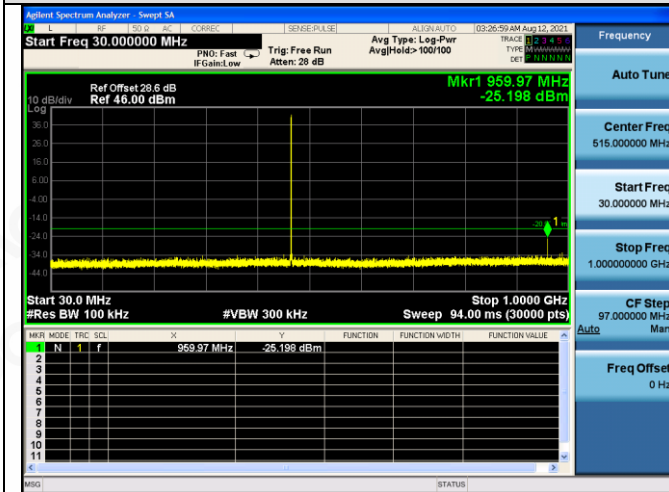 Agilent Spectrum Analyzer - Swept SA
L RF 50 Ω AC CORREC SENSE:PULSE ALIGNAUTO 03:26:59 AM Aug 12, 2021
Start Freq 30.000000 MHz
PNO: Fast
IFGain:Low
Trig: Free Run
Atten: 28 dB
Avg Type: Log-Pwr
Avg|Hold:> 100/100
TRACE 1 2 3 4 5 6
TYPE MWWWWW
DET P N N N N N
Mkr1 959.97 MHz
-25.198 dBm
Ref Offset 28.6 dB
10 dB/div Ref 46.00 dBm
Log
36.0
26.0
16.0
6.00
-4.00
-14.0
-24.0
-34.0
-44.0
1
Start 30.0 MHz Stop 1.0000 GHz
#Res BW 100 kHz #VBW 300 kHz Sweep 94.00 ms (30000 pts)
MKR MODE TRC SCL X Y FUNCTION FUNCTION WIDTH FUNCTION VALUE
1 N 1 f 959.97 MHz -25.198 dBm
2
3
4
5
6
7
8
9
10
11
MSG STATUS
Frequency
Auto Tune
Center Freq
515.000000 MHz
Start Freq
30.000000 MHz
Stop Freq
1.000000000 GHz
CF Step
97.000000 MHz
Auto Man
Freq Offset
0 Hz